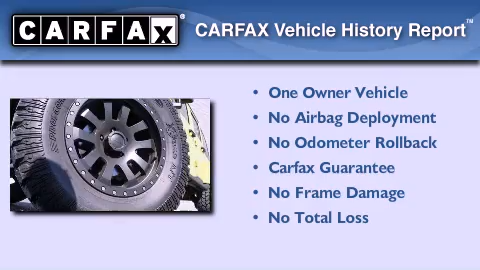 CARFAX® CARFAX Vehicle History Report™
• One Owner Vehicle
• No Airbag Deployment
• No Odometer Rollback
• Carfax Guarantee
• No Frame Damage
• No Total Loss